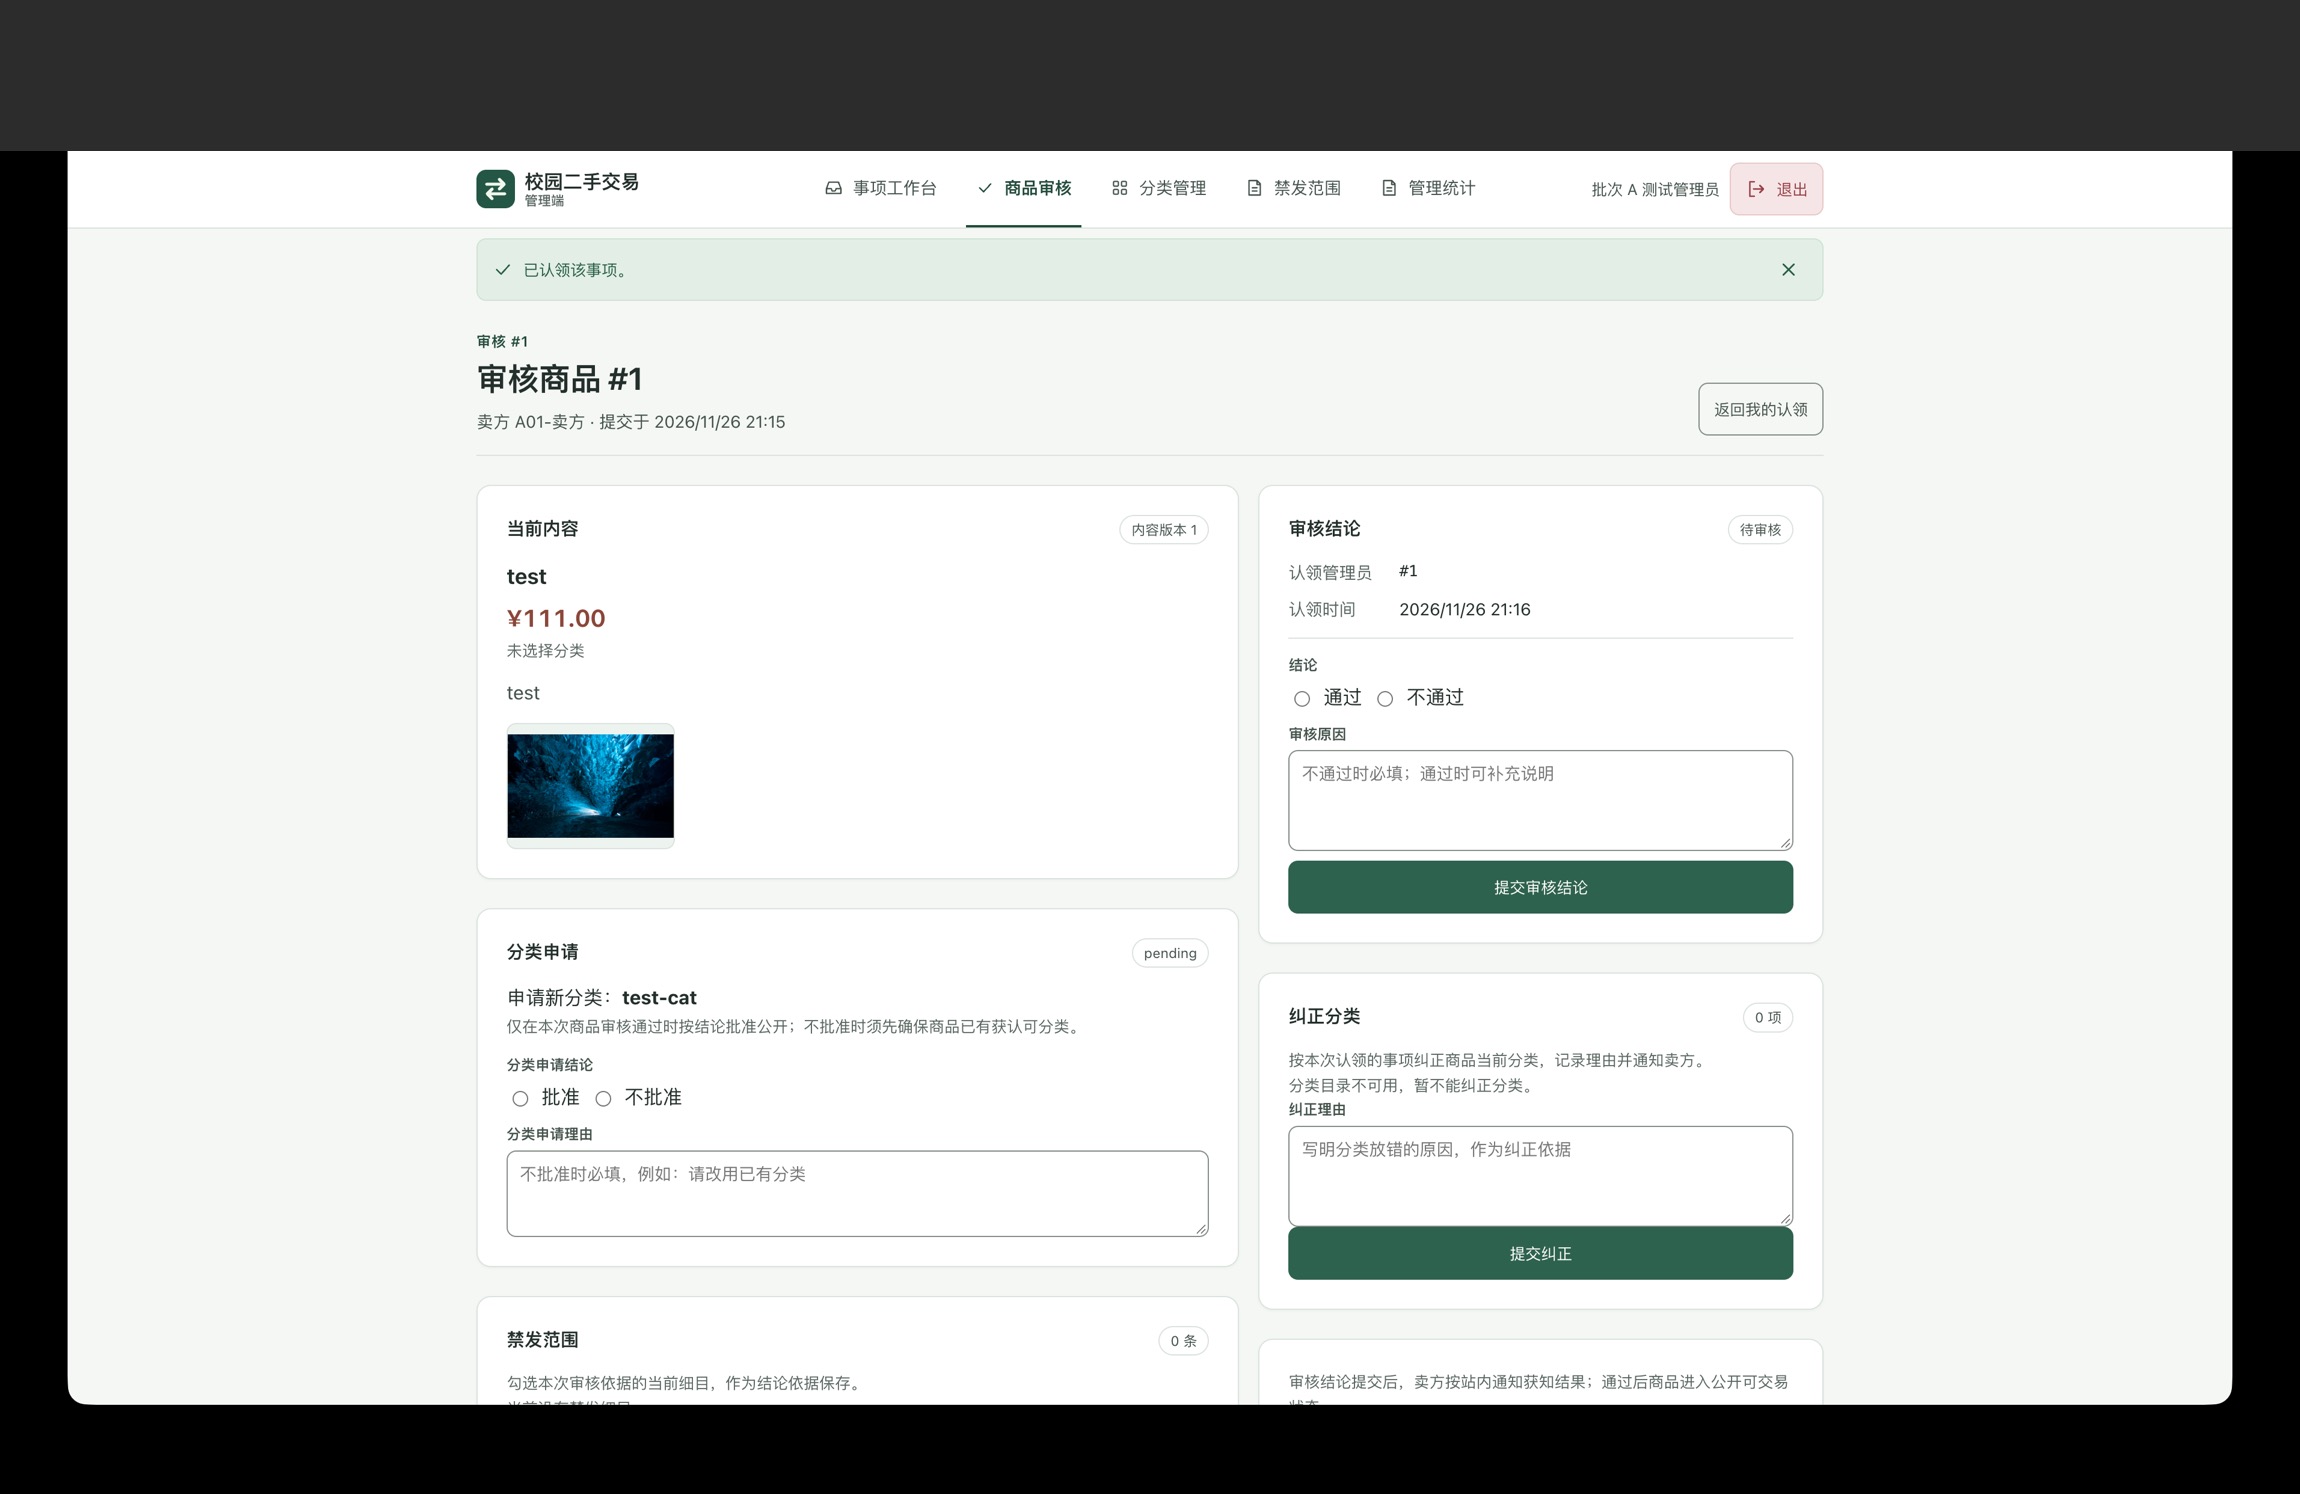 校园二手交易
管理端
事项工作台
商品审核
分类管理
禁发范围
管理统计
批次 A 测试管理员
退出
已认领该事项。
审核 #1
审核商品 #1
卖方 A01-卖方 · 提交于 2026/11/26 21:15
返回我的认领
当前内容
内容版本 1
test
¥111.00
未选择分类
test
分类申请
pending
申请新分类：test-cat
仅在本次商品审核通过时按结论批准公开；不批准时须先确保商品已有获认可分类。
分类申请结论
批准
不批准
分类申请理由
不批准时必填，例如：请改用已有分类
禁发范围
0 条
勾选本次审核依据的当前细目，作为结论依据保存。
审核结论
待审核
认领管理员 #1
认领时间 2026/11/26 21:16
结论
通过
不通过
审核原因
不通过时必填；通过时可补充说明
提交审核结论
纠正分类
0 项
按本次认领的事项纠正商品当前分类，记录理由并通知卖方。
分类目录不可用，暂不能纠正分类。
纠正理由
写明分类放错的原因，作为纠正依据
提交纠正
审核结论提交后，卖方按站内通知获知结果；通过后商品进入公开可交易